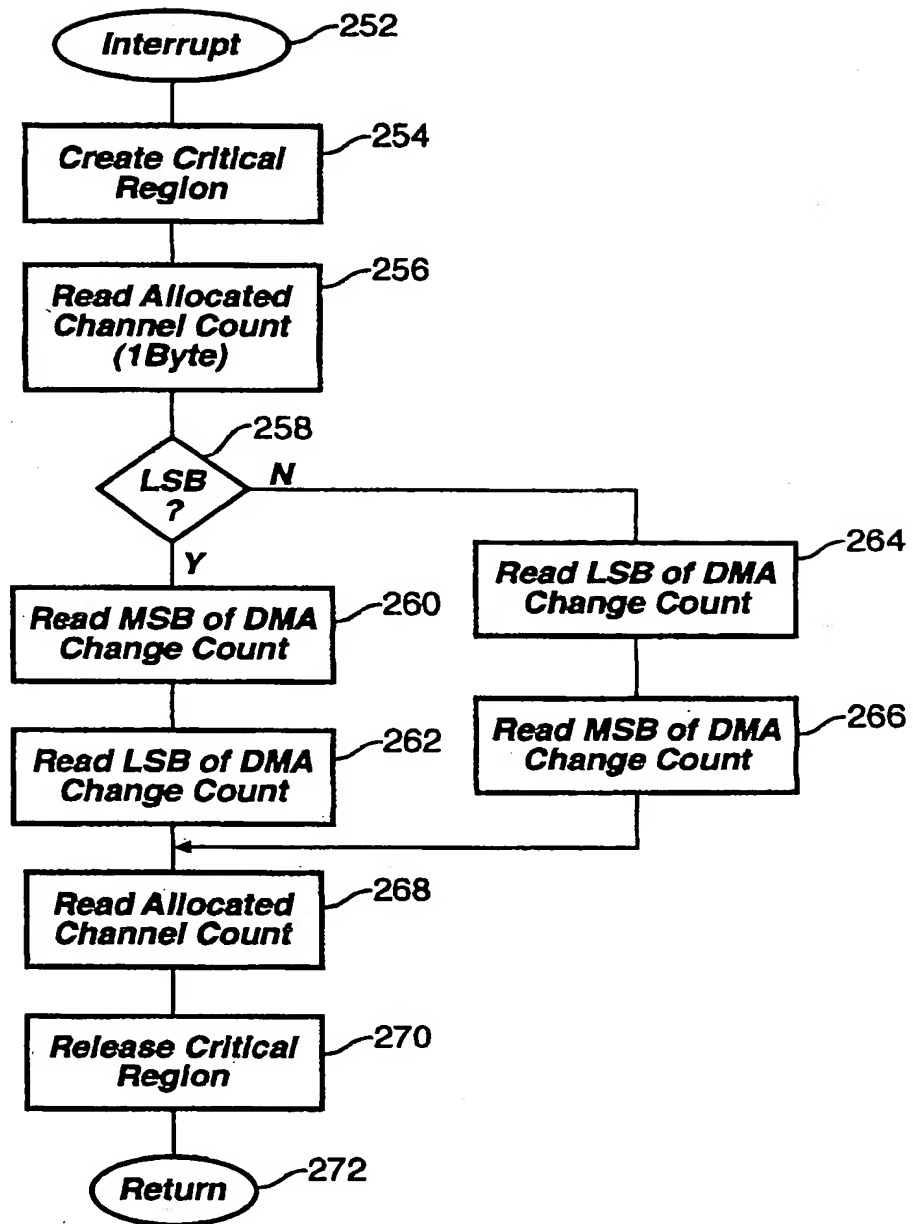 Interrupt
252
Create Critical
Region
254
Read Allocated
Channel Count
(1Byte)
256
LSB
?
258
N
Y
Read MSB of DMA
Change Count
260
Read LSB of DMA
Change Count
264
Read LSB of DMA
Change Count
262
Read MSB of DMA
Change Count
266
Read Allocated
Channel Count
268
Release Critical
Region
270
Return
272